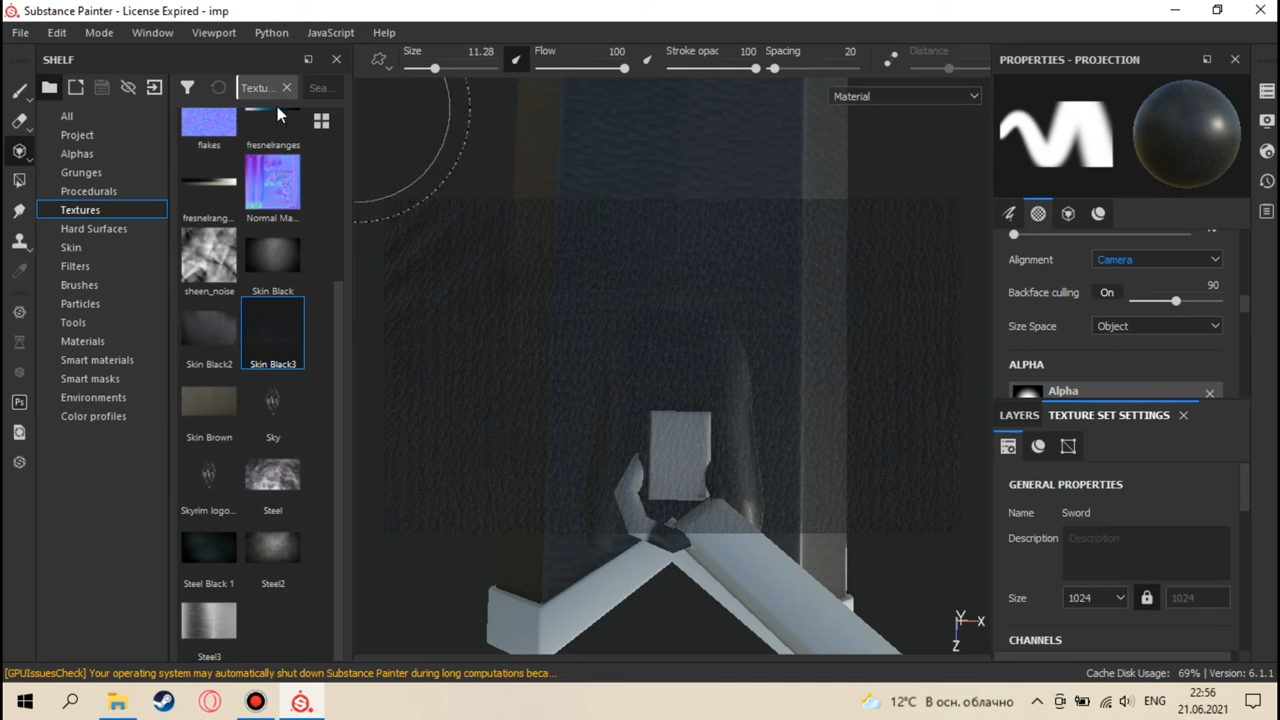 Substance Painter - License Expired - imp
File Edit Mode Window Viewport Python JavaScript Help
SHELF
Size 11.28 Flow 100 Stroke opac 100 Spacing 20 Distance
PROPERTIES - PROJECTION
Textu... Sea...
Material
All
Project
Alphas
Grunges
Procedurals
Textures
Hard Surfaces
Skin
Filters
Brushes
Particles
Tools
Materials
Smart materials
Smart masks
Environments
Color profiles
flakes fresnelranges
fresnelrang... Normal Ma...
sheen_noise Skin Black
Skin Black2 Skin Black3
Skin Brown Sky
Skyrim logo... Steel
Steel Black 1 Steel2
Steel3
Y X
Z
Alignment Camera
Backface culling On 90
Size Space Object
ALPHA
Alpha
LAYERS TEXTURE SET SETTINGS
GENERAL PROPERTIES
Name Sword
Description Description
Size 1024 1024
CHANNELS
[GPUIssuesCheck] Your operating system may automatically shut down Substance Painter during long computations beca...
Cache Disk Usage: 69% | Version: 6.1.1
Ps
12°C В осн. облачно
ENG
22:56
21.06.2021